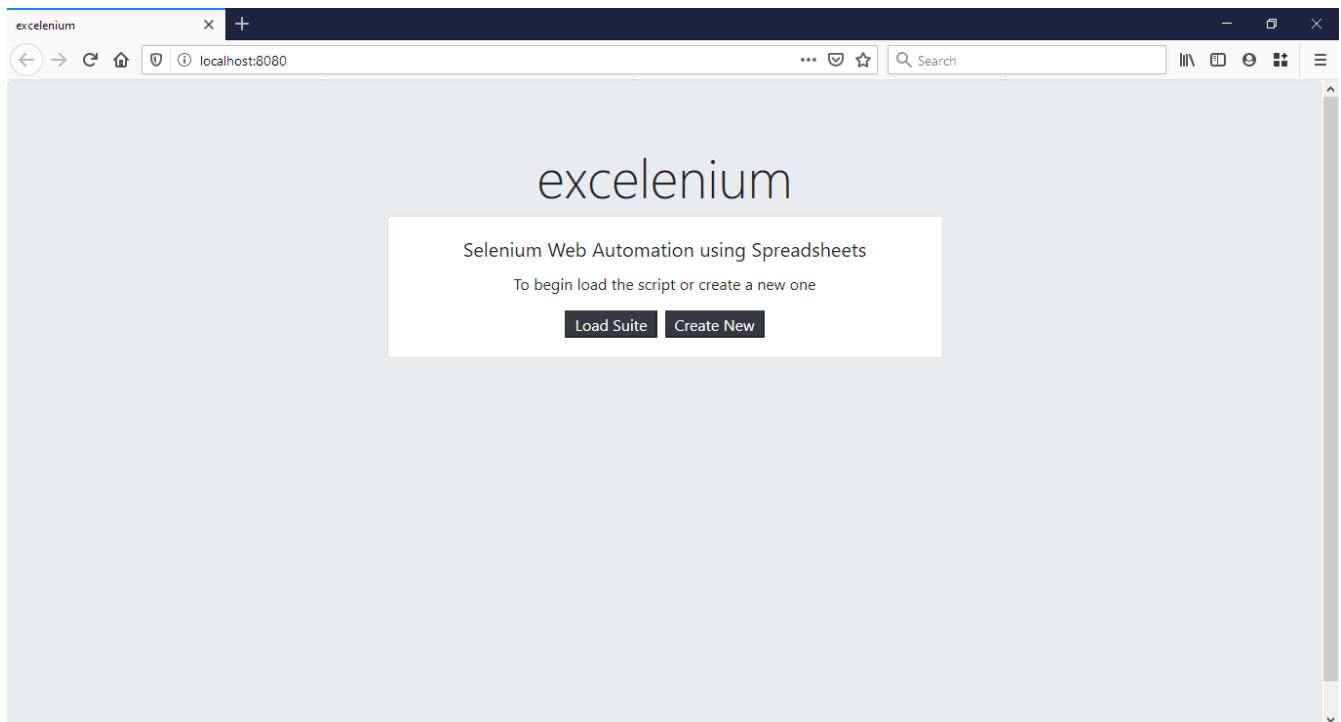 excelenium
localhost:8080
Search
excelenium
Selenium Web Automation using Spreadsheets
To begin load the script or create a new one
Load Suite Create New